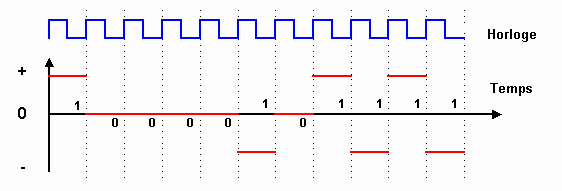 Horloge
+
Temps
1 1 1 1 1 1
0
0 0 0 0 0
-